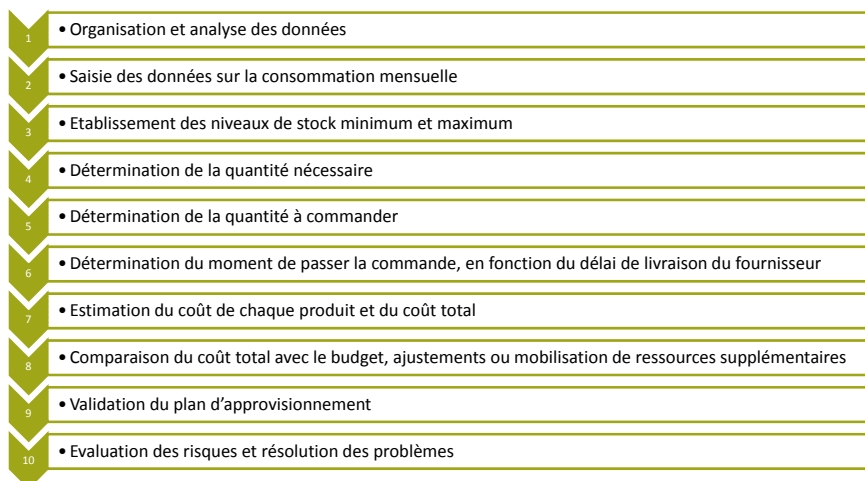 1 • Organisation et analyse des données
2 • Saisie des données sur la consommation mensuelle
3 • Etablissement des niveaux de stock minimum et maximum
4 • Détermination de la quantité nécessaire
5 • Détermination de la quantité à commander
6 • Détermination du moment de passer la commande, en fonction du délai de livraison du fournisseur
7 • Estimation du coût de chaque produit et du coût total
8 • Comparaison du coût total avec le budget, ajustements ou mobilisation de ressources supplémentaires
9 • Validation du plan d’approvisionnement
10 • Evaluation des risques et résolution des problèmes